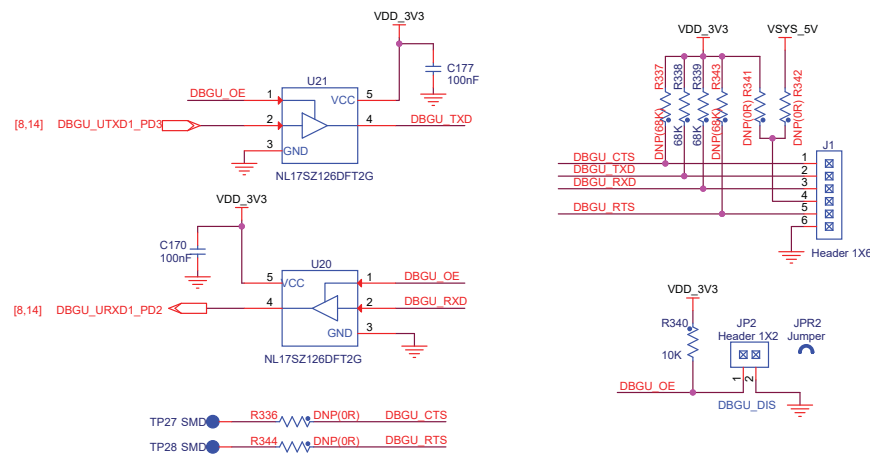 VDD_3V3
U21
C177
100nF
DBGU_OE
1
VCC
5
[8,14]
DBGU_UTXD1_PD3
2
4
DBGU_TXD
3
GND
NL17SZ126DFT2G
VDD_3V3
C170
100nF
U20
5
VCC
1
DBGU_OE
[8,14]
DBGU_URXD1_PD2
4
2
DBGU_RXD
GND
3
NL17SZ126DFT2G
TP27 SMD
R336
DNP(0R)
DBGU_CTS
TP28 SMD
R344
DNP(0R)
DBGU_RTS
VDD_3V3
VSYS_5V
R337
R338
R339
R343
R341
R342
DNP(68K)
68K
68K
DNP(68K)
DNP(0R)
DNP(0R)
J1
DBGU_CTS
1
DBGU_TXD
2
DBGU_RXD
3
4
DBGU_RTS
5
6
Header 1X6
VDD_3V3
R340
10K
JP2
Header 1X2
JPR2
Jumper
DBGU_OE
1
2
DBGU_DIS